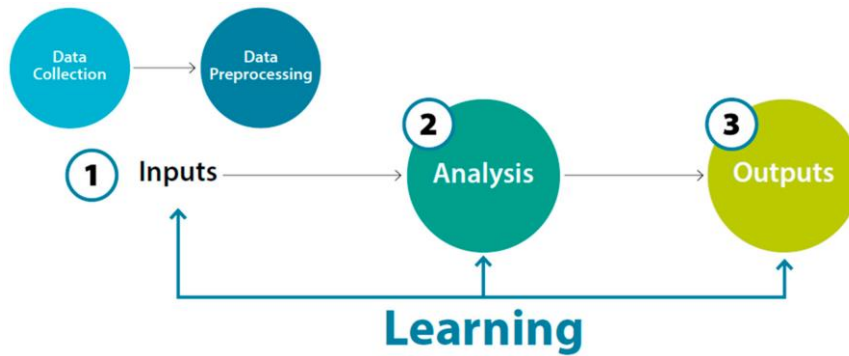 Data
Collection
Data
Preprocessing
1
Inputs
2
Analysis
3
Outputs
Learning